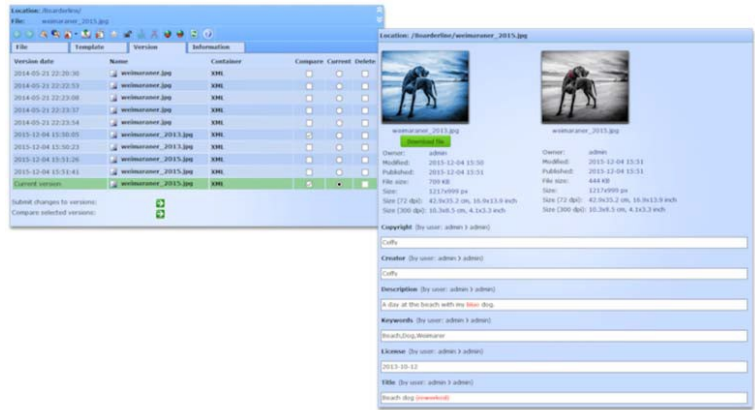 Location: /Boarderline/
File: weimaraner_2015.jpg
File Template Version Information
Version date Name Container Compare Current Delete
2014-05-21 22:20:30 weimaraner.jpg XML
2014-05-21 22:22:53 weimaraner.jpg XML
2014-05-21 22:23:08 weimaraner.jpg XML
2014-05-21 22:23:37 weimaraner.jpg XML
2014-05-21 22:23:54 weimaraner.jpg XML
2015-12-04 15:50:05 weimaraner_2013.jpg XML
2015-12-04 15:50:23 weimaraner_2015.jpg XML
2015-12-04 15:51:26 weimaraner_2015.jpg XML
2015-12-04 15:51:41 weimaraner_2015.jpg XML
Current version weimaraner_2015.jpg XML
Submit changes to versions:
Compare selected versions:
Location: /Boarderline/weimaraner_2015.jpg
weimaraner_2015.jpg weimaraner_2015.jpg
Download file
Owner: admin Owner: admin
Modified: 2015-12-04 15:50 Modified: 2015-12-04 15:51
Published: 2015-12-04 15:51 Published: 2015-12-04 15:51
File size: 709 KB File size: 444 KB
Size: 1217x999 px Size: 1217x999 px
Size (72 dpi): 42.9x35.2 cm, 16.9x13.9 inch Size (72 dpi): 42.9x35.2 cm, 16.9x13.9 inch
Size (300 dpi): 10.3x8.5 cm, 4.1x3.3 inch Size (300 dpi): 10.3x8.5 cm, 4.1x3.3 inch
Copyright (by user: admin > admin)
Coffy
Creator (by user: admin > admin)
Coffy
Description (by user: admin > admin)
A day at the beach with my blue dog.
Keywords (by user: admin > admin)
Beach,Dog,Weimarer
License (by user: admin > admin)
2013-10-12
Title (by user: admin > admin)
Beach dog (reworked)